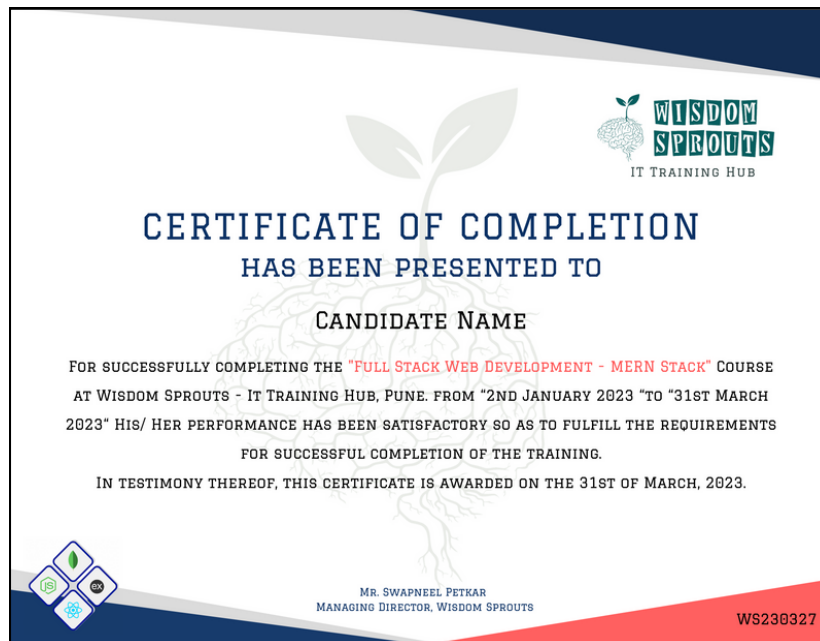 WISDOM
SPROUTS
IT TRAINING HUB
CERTIFICATE OF COMPLETION
HAS BEEN PRESENTED TO
CANDIDATE NAME
FOR SUCCESSFULLY COMPLETING THE "FULL STACK WEB DEVELOPMENT - MERN STACK" COURSE
AT WISDOM SPROUTS - IT TRAINING HUB, PUNE. FROM “2ND JANUARY 2023 “TO “31ST MARCH
2023“ HIS/ HER PERFORMANCE HAS BEEN SATISFACTORY SO AS TO FULFILL THE REQUIREMENTS
FOR SUCCESSFUL COMPLETION OF THE TRAINING.
IN TESTIMONY THEREOF, THIS CERTIFICATE IS AWARDED ON THE 31ST OF MARCH, 2023.
JS
ex
MR. SWAPNEEL PETKAR
MANAGING DIRECTOR, WISDOM SPROUTS
WS230327